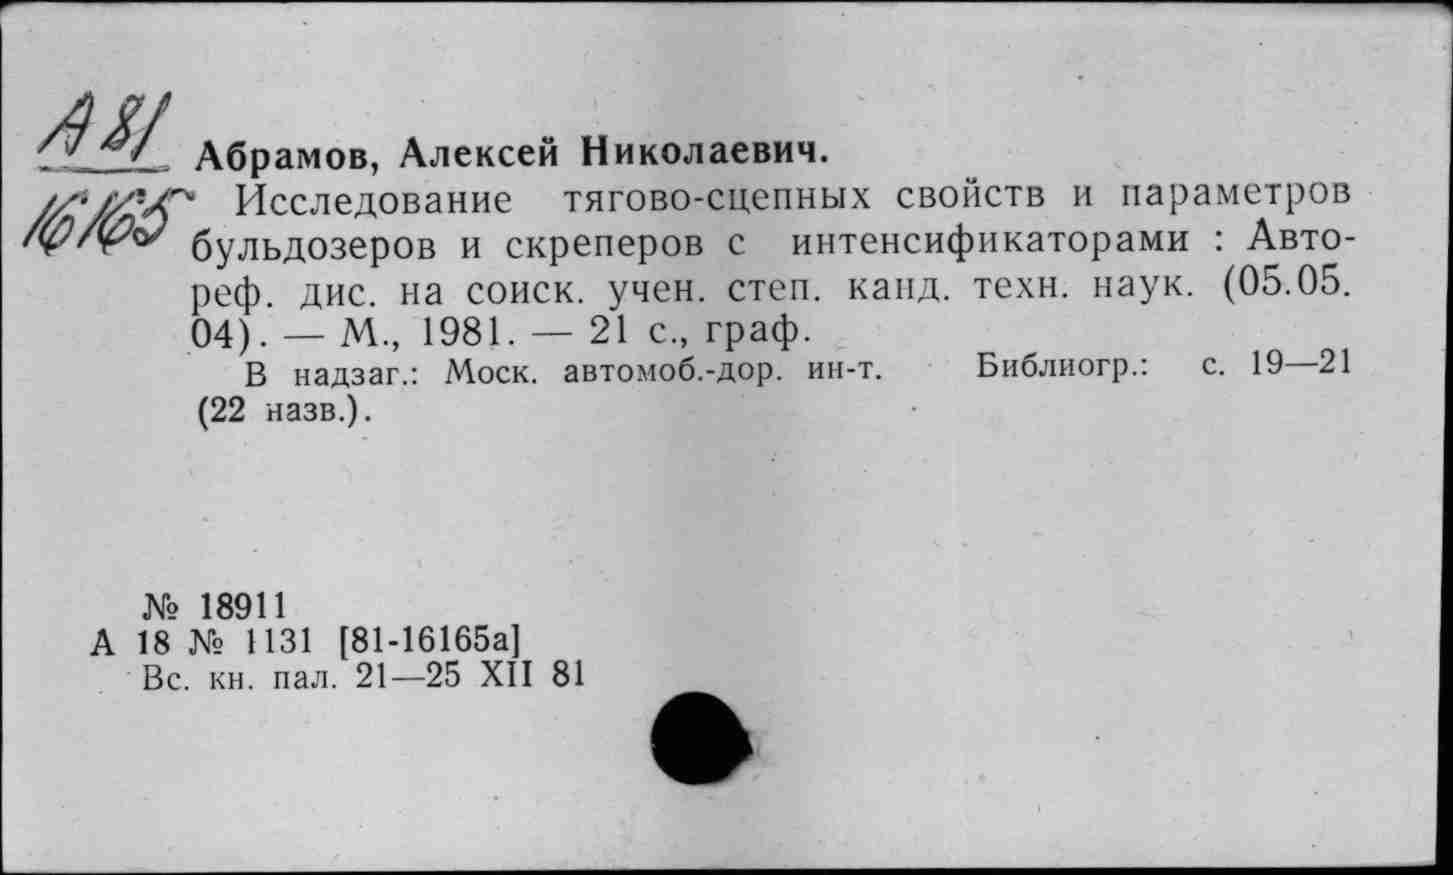 А81
16165
Абрамов, Алексей Николаевич.
Исследование тягово-сцепных свойств и параметров
бульдозеров и скреперов с интенсификаторами : Авто-
реф. дис. на соиск. учен. степ. канд. техн. наук. (05.05.
04). — М., 1981. — 21 с., граф.
В надзаг.: Моск. автомоб.-дор. ин-т. Библиогр.: с. 19—21
(22 назв.).
№ 18911
А 18 № 1131 [81-16165а]
Вс. кн. пал. 21—25 XII 81